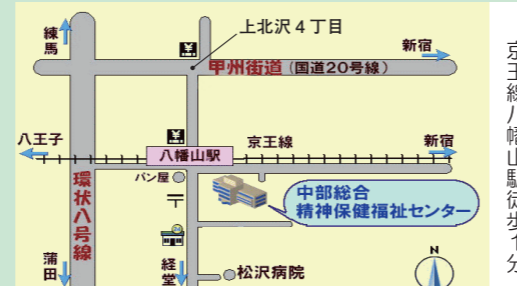 練馬
上北沢４丁目
新宿
甲州街道（国道20号線）
八王子
八幡山駅
京王線
新宿
パン屋
環状八号線
中部総合
精神保健福祉センター
蒲田
経堂
松沢病院
N
京王線八幡山駅徒歩１分